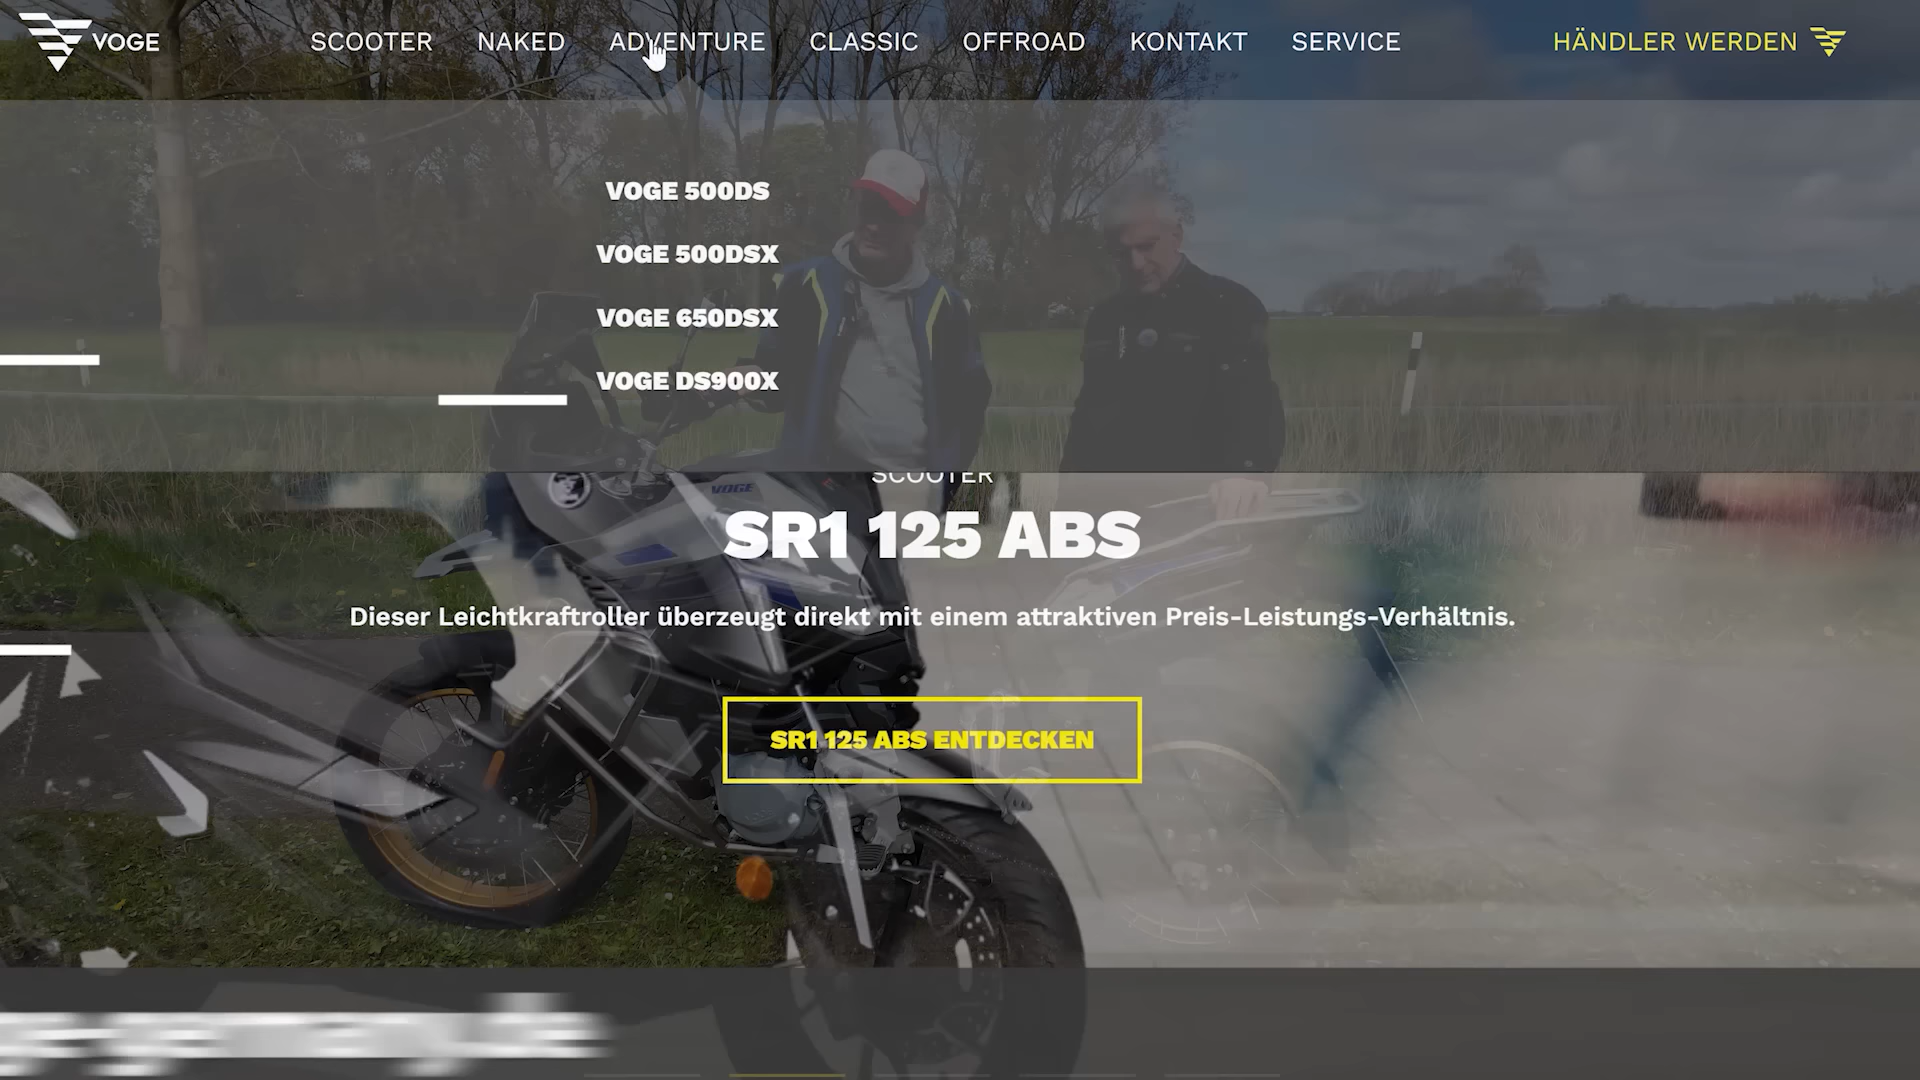 VOGE
SCOOTER NAKED ADVENTURE CLASSIC OFFROAD KONTAKT SERVICE HÄNDLER WERDEN
VOGE 500DS
VOGE 500DSX
VOGE 650DSX
VOGE DS900X
VOGE
SCOOTER
SR1 125 ABS
Dieser Leichtkraftroller überzeugt direkt mit einem attraktiven Preis-Leistungs-Verhältnis.
SR1 125 ABS ENTDECKEN